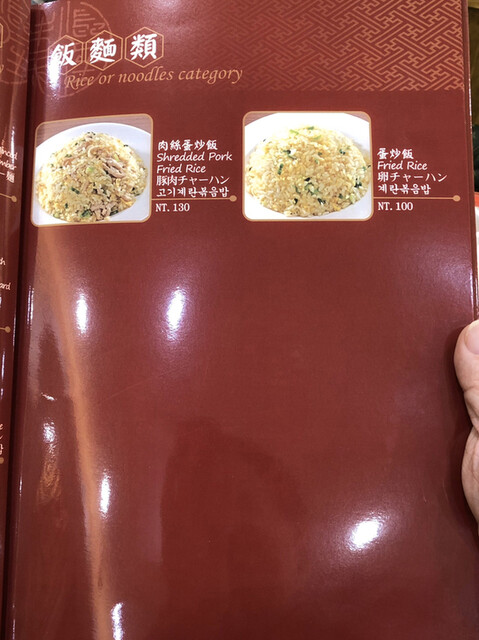 飯麵類
Rice or noodles category
肉絲蛋炒飯
Shredded Pork
Fried Rice
豚肉チャーハン
고기계란볶음밥
NT. 130
蛋炒飯
Fried Rice
卵チャーハン
계란볶음밥
NT. 100